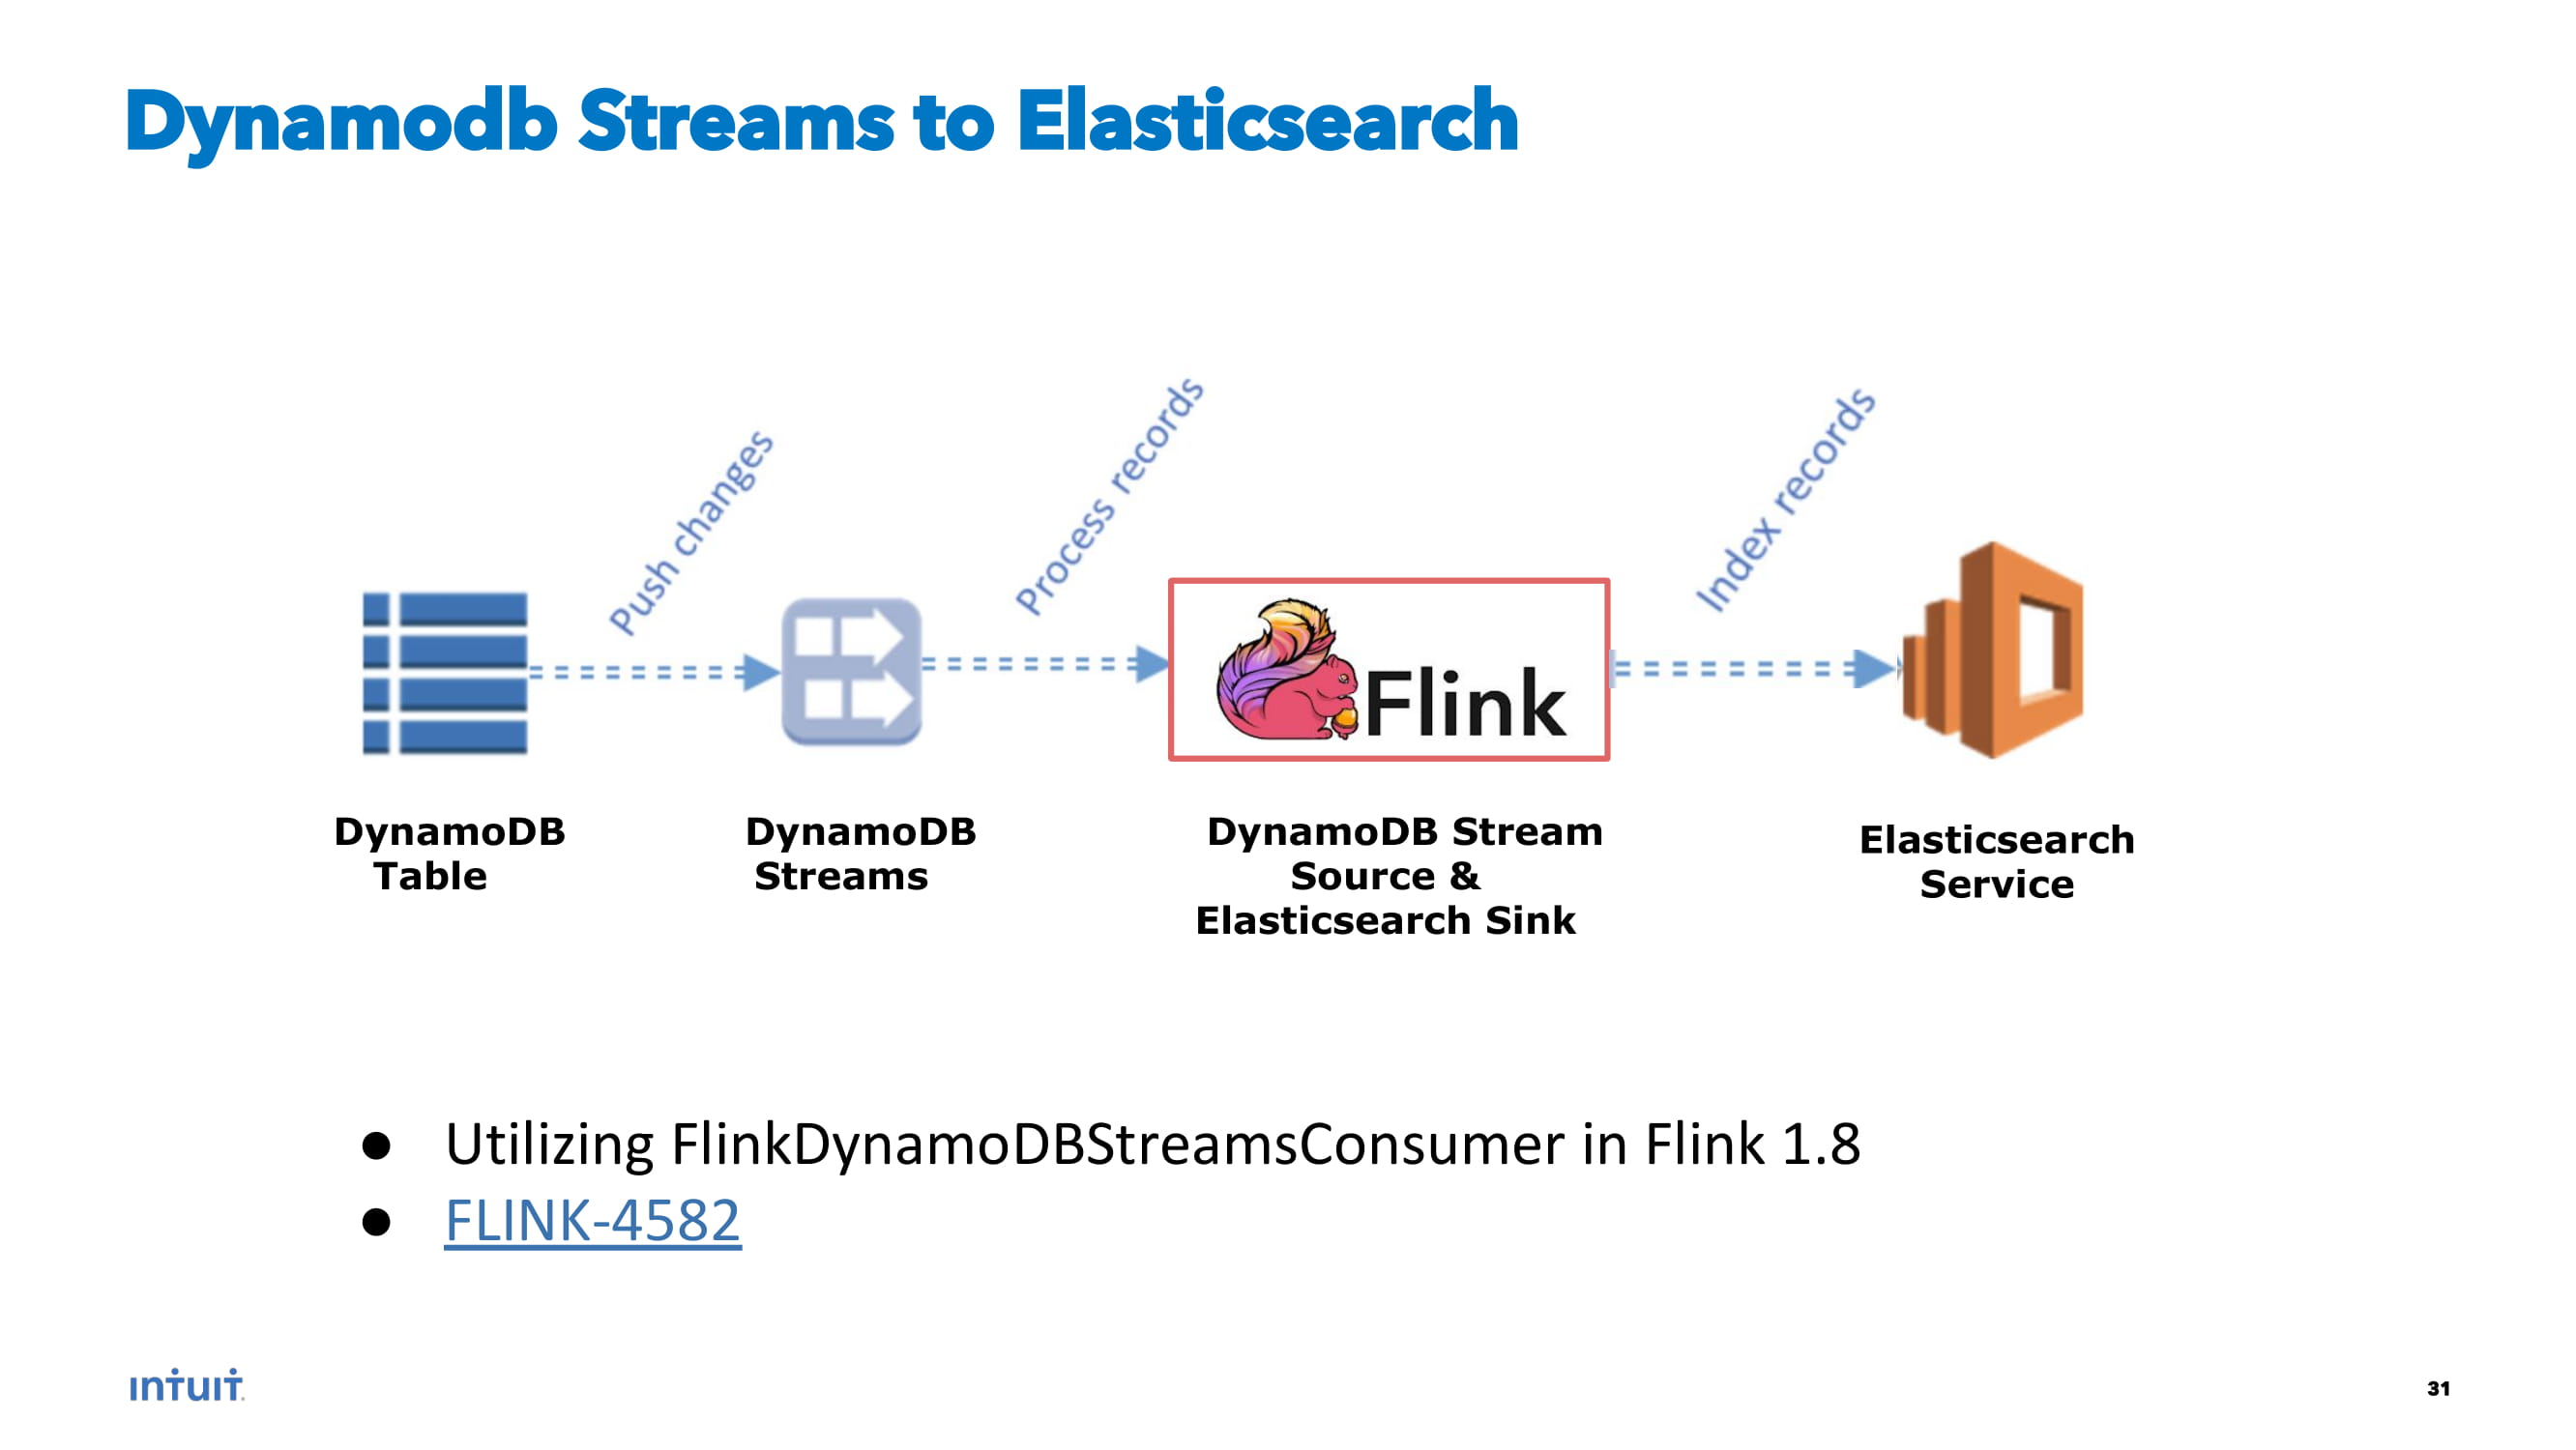 Dynamodb Streams to Elasticsearch
Push changes
Process records
Index records
Flink
DynamoDB
Table
DynamoDB
Streams
DynamoDB Stream
Source &
Elasticsearch Sink
Elasticsearch
Service
● Utilizing FlinkDynamoDBStreamsConsumer in Flink 1.8
● FLINK-4582
intuit.
31